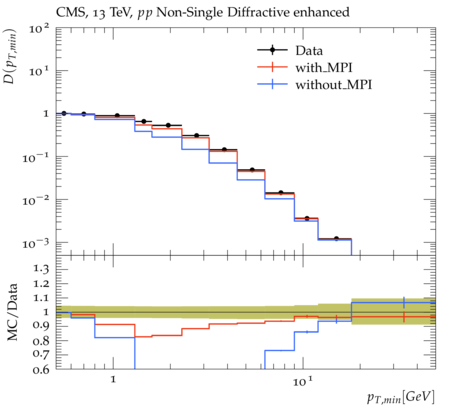 CMS, 13 TeV, pp Non-Single Diffractive enhanced
D(pT,min)
10²
10¹
1
10⁻¹
10⁻²
10⁻³
Data
with_MPI
without_MPI
MC/Data
1.3
1.2
1.1
1.0
0.9
0.8
0.7
0.6
1
10¹
pT,min[GeV]